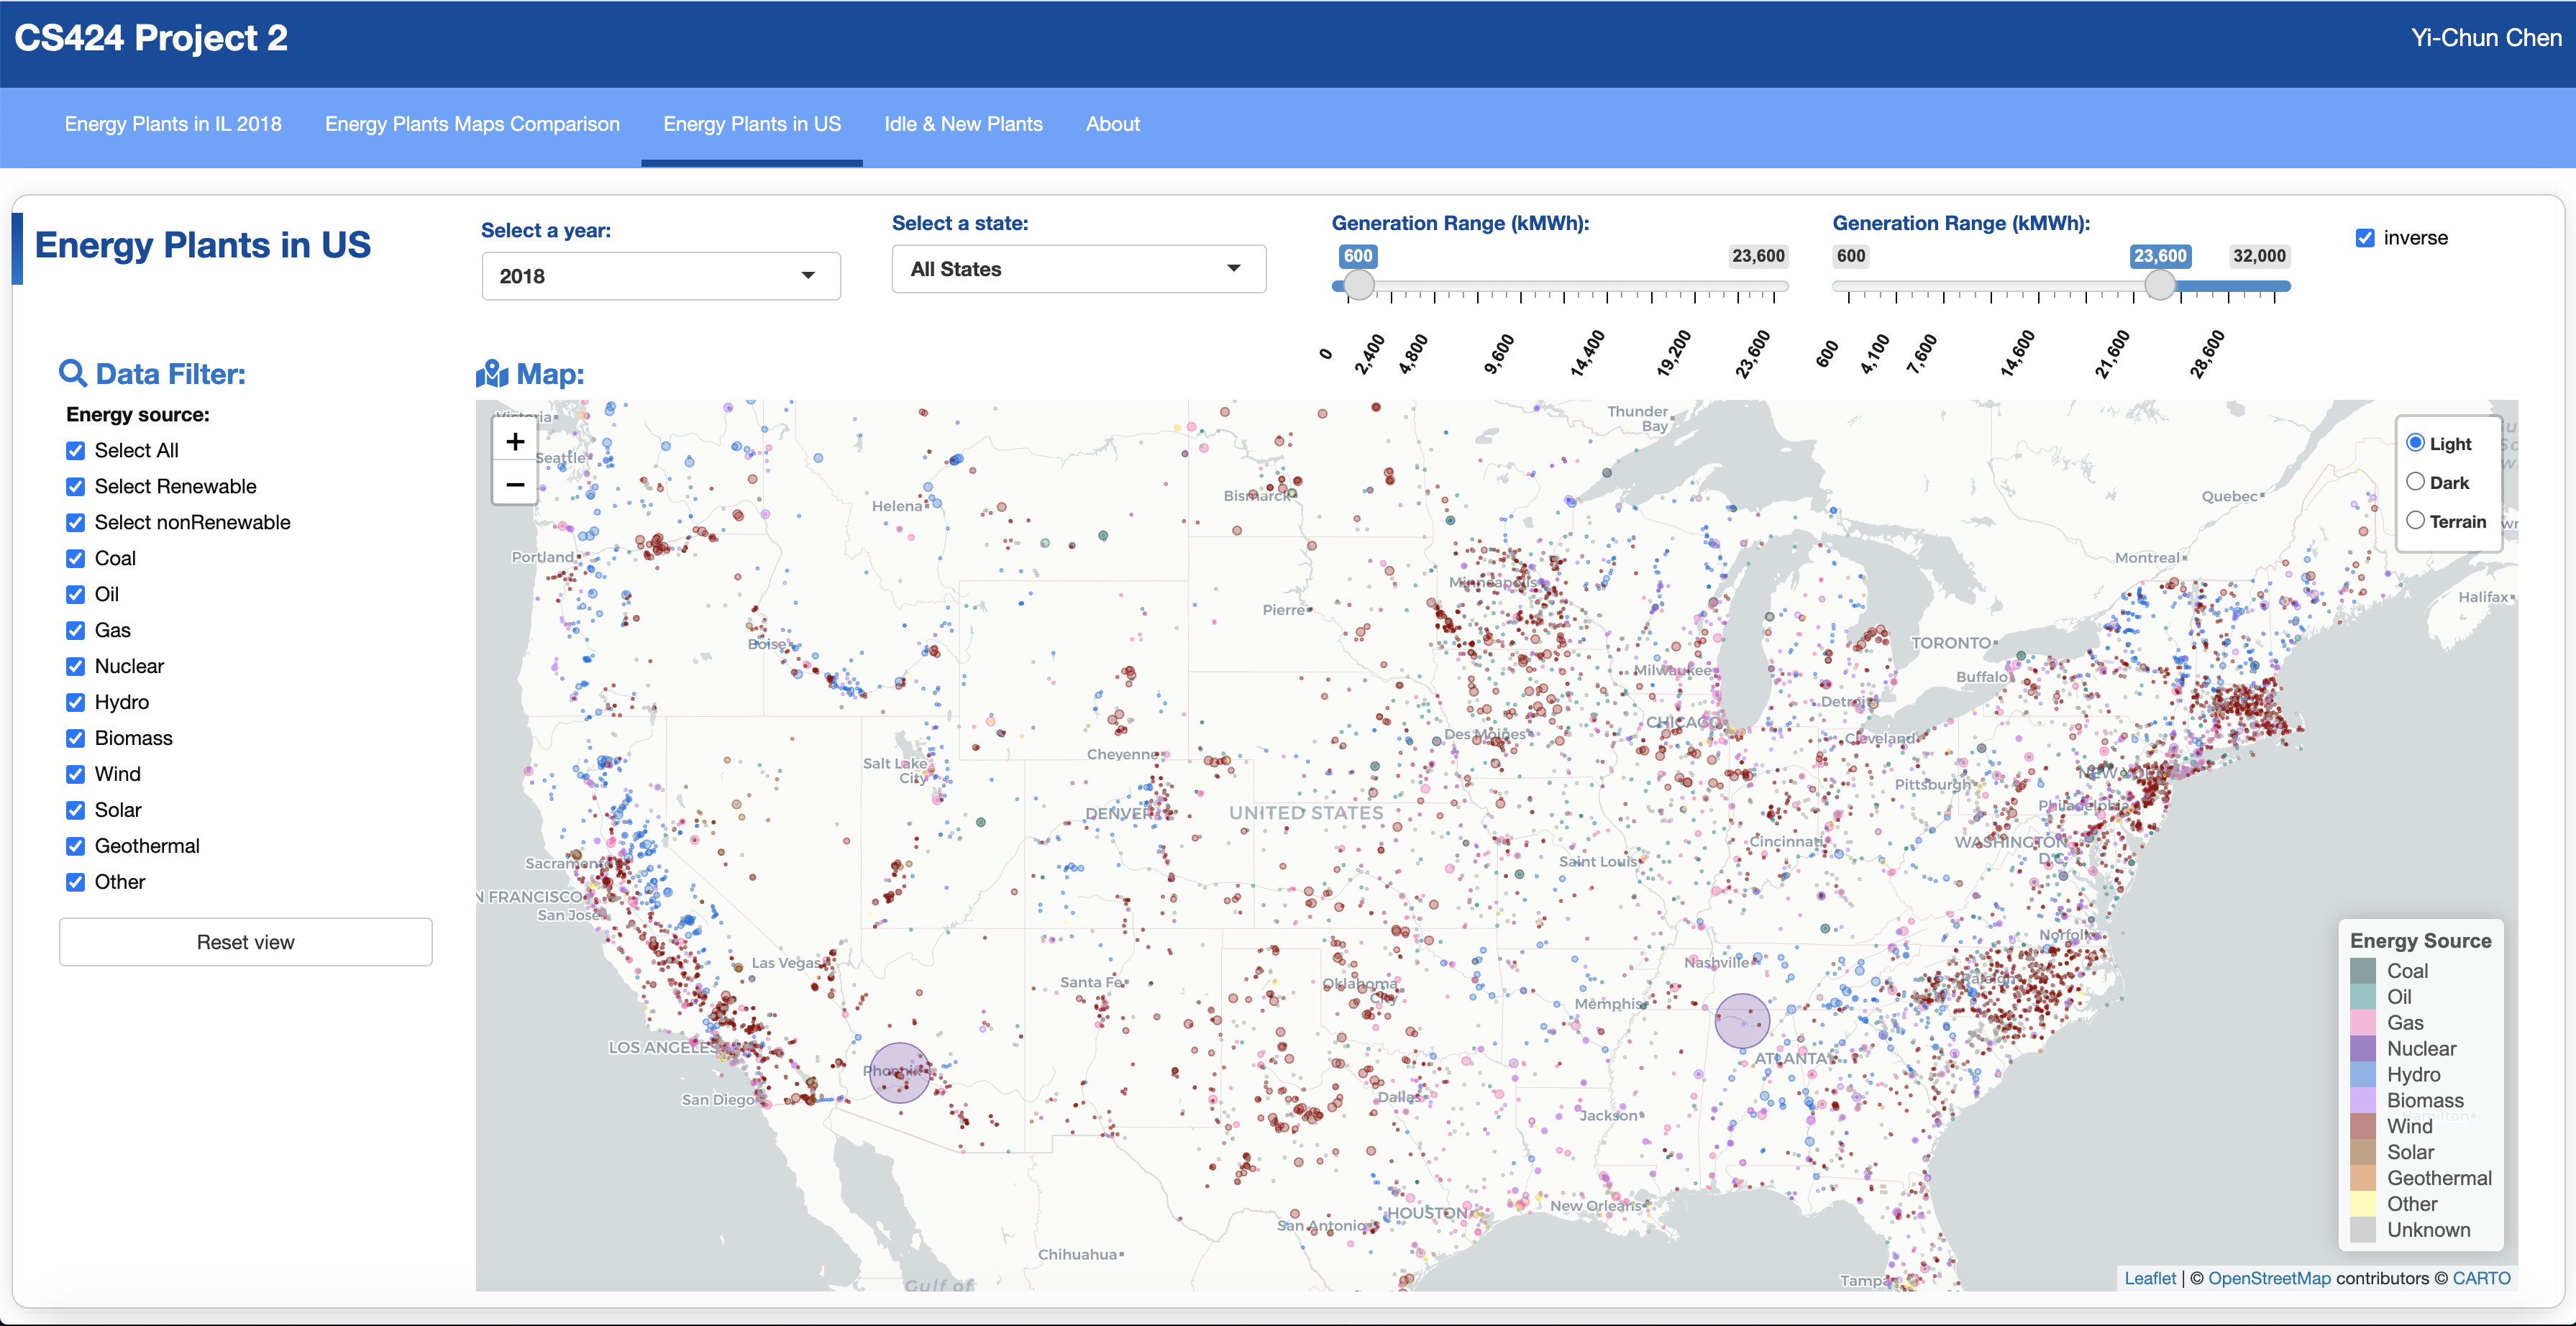 CS424 Project 2
Yi-Chun Chen
Energy Plants in IL 2018
Energy Plants Maps Comparison
Energy Plants in US
Idle & New Plants
About
Energy Plants in US
Select a year:
2018
Select a state:
All States
Generation Range (kMWh):
600
23,600
0
2,400
4,800
9,600
14,400
19,200
23,600
Generation Range (kMWh):
600
23,600
32,000
600
4,100
7,600
14,600
21,600
28,600
inverse
Data Filter:
Energy source:
Select All
Select Renewable
Select nonRenewable
Coal
Oil
Gas
Nuclear
Hydro
Biomass
Wind
Solar
Geothermal
Other
Reset view
Map:
+
−
Light
Dark
Terrain
Victoria
Seattle
Portland
Helena
Bismarck
Thunder
Bay
Quebec
Montreal
Halifax
Minneapolis
Pierre
Boise
TORONTO
Buffalo
Milwaukee
Detroit
CHICAGO
Des Moines
Cleveland
Cheyenne
Salt Lake
City
DENVER
UNITED STATES
Pittsburgh
NEW YORK
Philadelphia
Cincinnati
WASHINGTON
D.C.
Saint Louis
Sacramento
N FRANCISCO
San Jose
Las Vegas
Santa Fe
Oklahoma
City
Nashville
Memphis
Norfolk
Raleigh
LOS ANGELES
San Diego
Phoenix
ATLANTA
Dallas
Jackson
Hamilton
HOUSTON
San Antonio
New Orleans
Chihuahua
Gulf of
Tampa
Energy Source
Coal
Oil
Gas
Nuclear
Hydro
Biomass
Wind
Solar
Geothermal
Other
Unknown
Leaflet | © OpenStreetMap contributors © CARTO